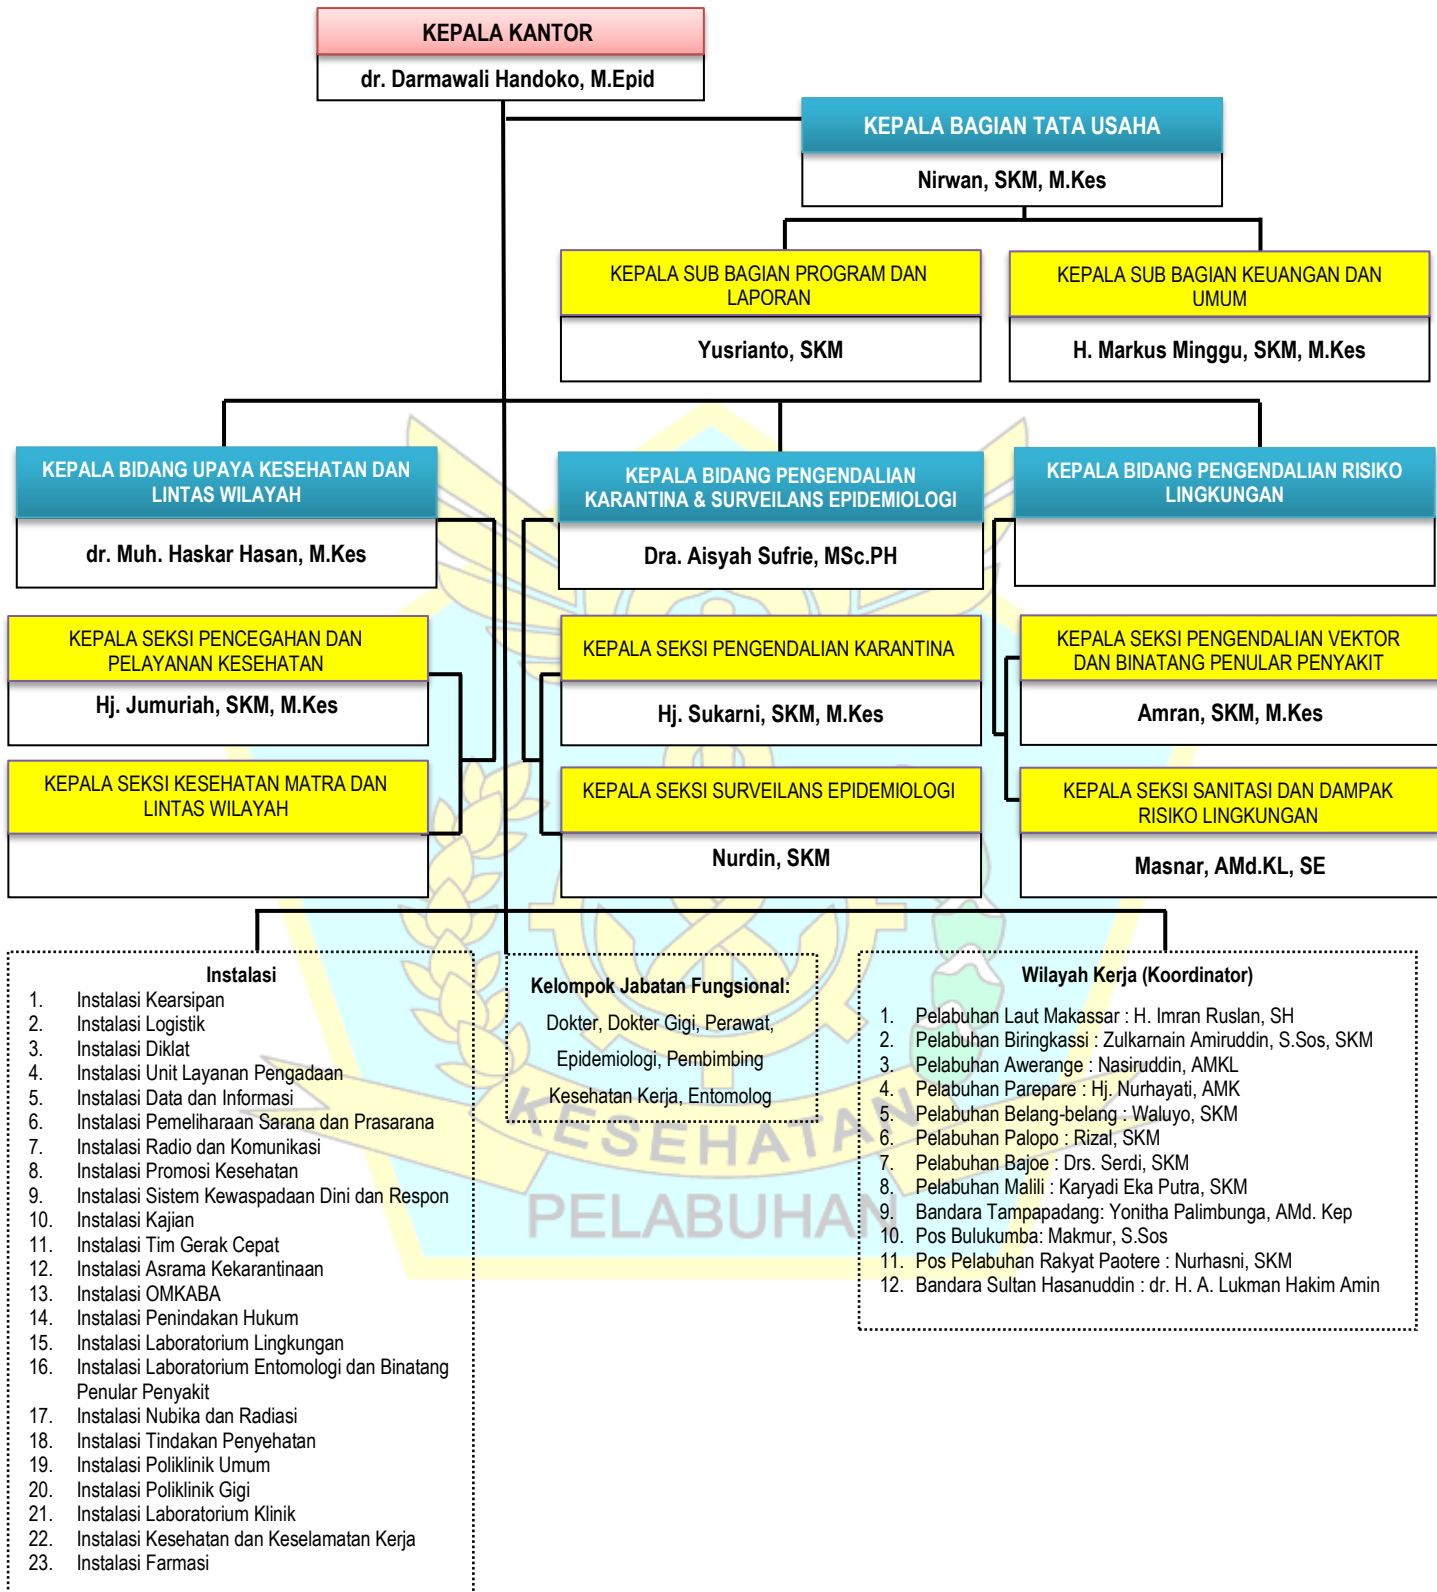 KEPALA KANTOR
dr. Darmawali Handoko, M.Epid
KEPALA BAGIAN TATA USAHA
Nirwan, SKM, M.Kes
KEPALA SUB BAGIAN PROGRAM DAN
LAPORAN
Yusrianto, SKM
KEPALA SUB BAGIAN KEUANGAN DAN
UMUM
H. Markus Minggu, SKM, M.Kes
KEPALA BIDANG UPAYA KESEHATAN DAN
LINTAS WILAYAH
dr. Muh. Haskar Hasan, M.Kes
KEPALA BIDANG PENGENDALIAN
KARANTINA & SURVEILANS EPIDEMIOLOGI
Dra. Aisyah Sufrie, MSc.PH
KEPALA BIDANG PENGENDALIAN RISIKO
LINGKUNGAN
KEPALA SEKSI PENCEGAHAN DAN
PELAYANAN KESEHATAN
Hj. Jumuriah, SKM, M.Kes
KEPALA SEKSI PENGENDALIAN KARANTINA
Hj. Sukarni, SKM, M.Kes
KEPALA SEKSI PENGENDALIAN VEKTOR
DAN BINATANG PENULAR PENYAKIT
Amran, SKM, M.Kes
KEPALA SEKSI KESEHATAN MATRA DAN
LINTAS WILAYAH
KEPALA SEKSI SURVEILANS EPIDEMIOLOGI
Nurdin, SKM
KEPALA SEKSI SANITASI DAN DAMPAK
RISIKO LINGKUNGAN
Masnar, AMd.KL, SE
Instalasi
1. Instalasi Kearsipan
2. Instalasi Logistik
3. Instalasi Diklat
4. Instalasi Unit Layanan Pengadaan
5. Instalasi Data dan Informasi
6. Instalasi Pemeliharaan Sarana dan Prasarana
7. Instalasi Radio dan Komunikasi
8. Instalasi Promosi Kesehatan
9. Instalasi Sistem Kewaspadaan Dini dan Respon
10. Instalasi Kajian
11. Instalasi Tim Gerak Cepat
12. Instalasi Asrama Kekarantinaan
13. Instalasi OMKABA
14. Instalasi Penindakan Hukum
15. Instalasi Laboratorium Lingkungan
16. Instalasi Laboratorium Entomologi dan Binatang
Penular Penyakit
17. Instalasi Nubika dan Radiasi
18. Instalasi Tindakan Penyehatan
19. Instalasi Poliklinik Umum
20. Instalasi Poliklinik Gigi
21. Instalasi Laboratorium Klinik
22. Instalasi Kesehatan dan Keselamatan Kerja
23. Instalasi Farmasi
Kelompok Jabatan Fungsional:
Dokter, Dokter Gigi, Perawat,
Epidemiologi, Pembimbing
Kesehatan Kerja, Entomolog
Wilayah Kerja (Koordinator)
1. Pelabuhan Laut Makassar : H. Imran Ruslan, SH
2. Pelabuhan Biringkassi : Zulkarnain Amiruddin, S.Sos, SKM
3. Pelabuhan Awerange : Nasiruddin, AMKL
4. Pelabuhan Parepare : Hj. Nurhayati, AMK
5. Pelabuhan Belang-belang : Waluyo, SKM
6. Pelabuhan Palopo : Rizal, SKM
7. Pelabuhan Bajoe : Drs. Serdi, SKM
8. Pelabuhan Malili : Karyadi Eka Putra, SKM
9. Bandara Tampapadang: Yonitha Palimbunga, AMd. Kep
10. Pos Bulukumba: Makmur, S.Sos
11. Pos Pelabuhan Rakyat Paotere : Nurhasni, SKM
12. Bandara Sultan Hasanuddin : dr. H. A. Lukman Hakim Amin
KESEHATAN
PELABUHAN